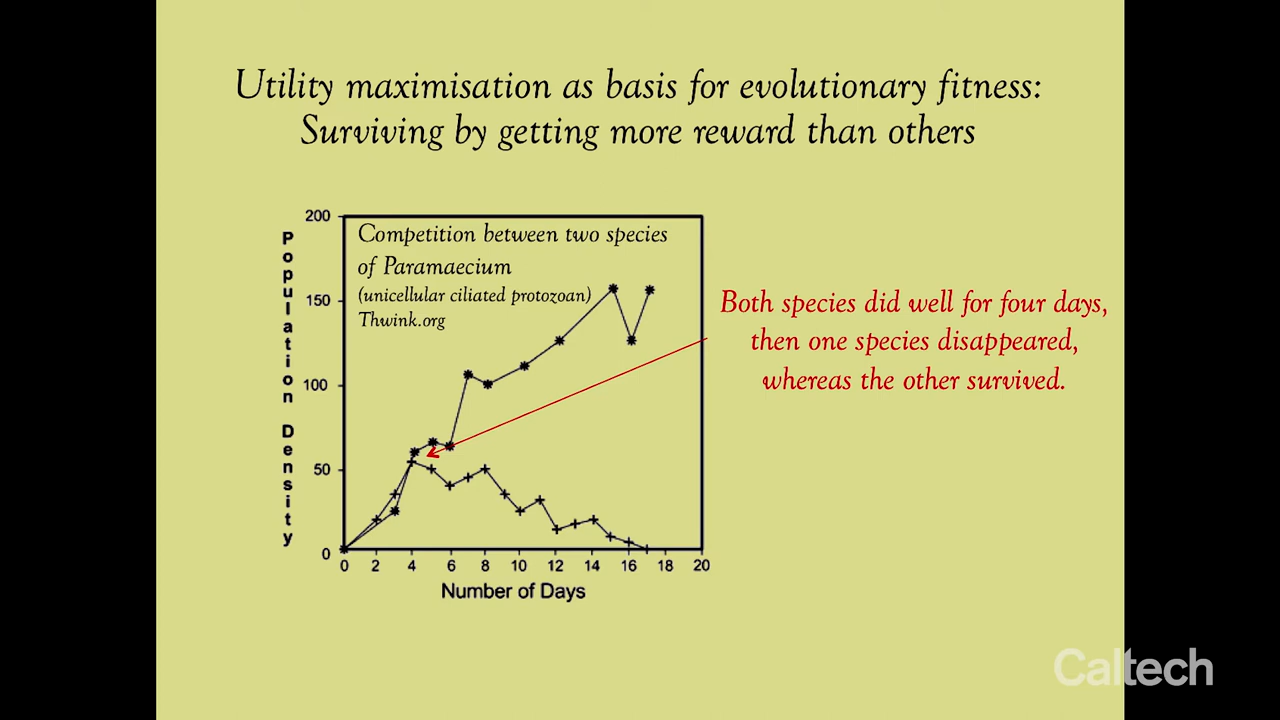 Utility maximisation as basis for evolutionary fitness:
Surviving by getting more reward than others
Population Density
200
150
100
50
0
Competition between two species
of Paramaecium
(unicellular ciliated protozoan)
Thwink.org
0 2 4 6 8 10 12 14 16 18 20
Number of Days
Both species did well for four days,
then one species disappeared,
whereas the other survived.
Caltech